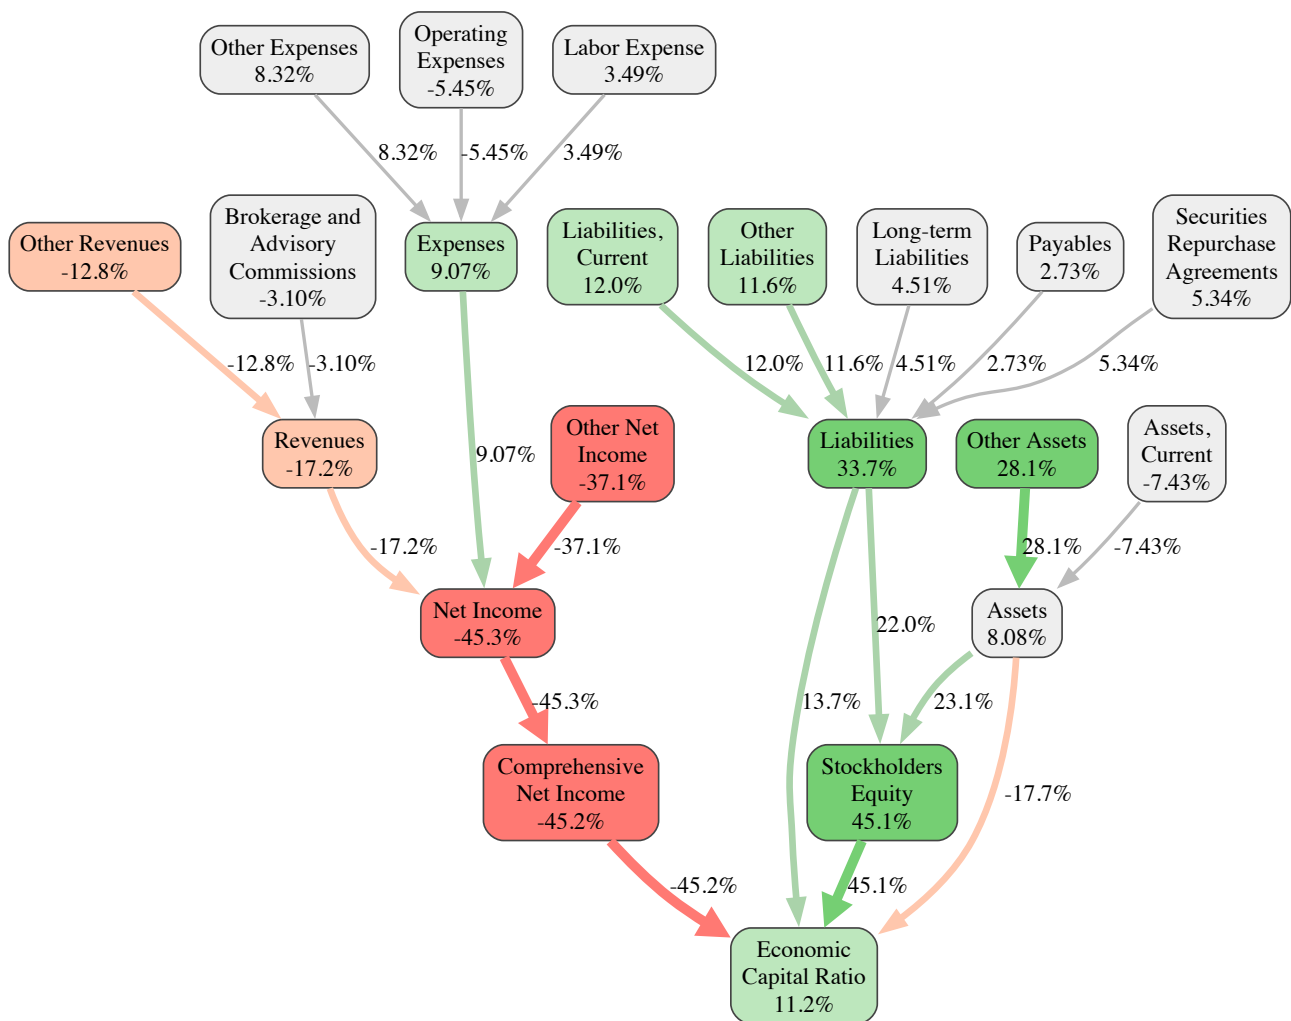 Other Expenses
8.32%
Operating
Expenses
-5.45%
Labor Expense
3.49%
8.32%
-5.45%
3.49%
Other Revenues
-12.8%
Brokerage and
Advisory
Commissions
-3.10%
Expenses
9.07%
Liabilities,
Current
12.0%
Other
Liabilities
11.6%
Long-term
Liabilities
4.51%
Payables
2.73%
Securities
Repurchase
Agreements
5.34%
-12.8%
-3.10%
12.0%
11.6%
4.51%
2.73%
5.34%
Revenues
-17.2%
9.07%
Other Net
Income
-37.1%
Liabilities
33.7%
Other Assets
28.1%
Assets,
Current
-7.43%
-17.2%
-37.1%
28.1%
-7.43%
Net Income
-45.3%
22.0%
Assets
8.08%
-45.3%
13.7%
23.1%
Comprehensive
Net Income
-45.2%
Stockholders
Equity
45.1%
-17.7%
-45.2%
45.1%
Economic
Capital Ratio
11.2%